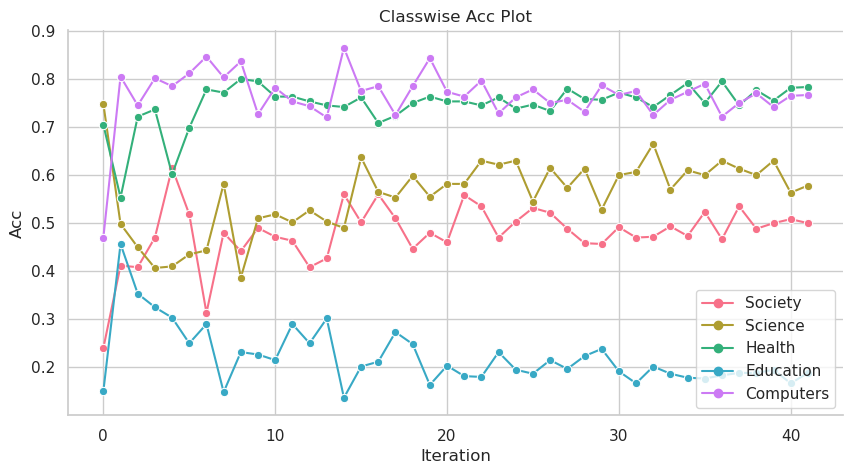 Classwise Acc Plot
0.9
0.8
0.7
0.6
0.5
0.4
0.3
0.2
Acc
0
10
20
30
40
Iteration
Society
Science
Health
Education
Computers